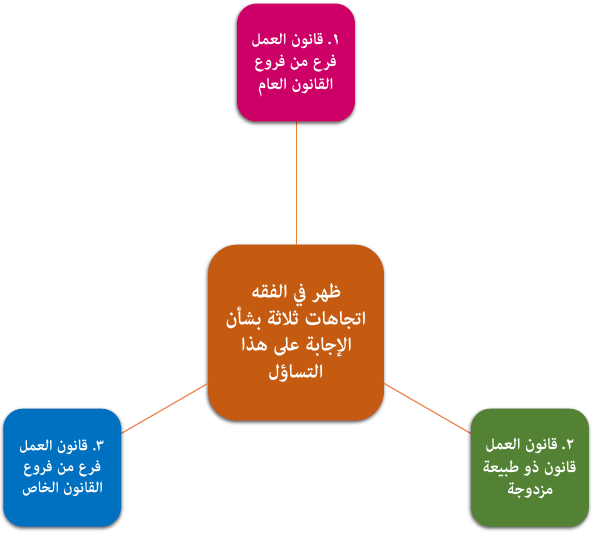 ١. قانون العمل
فرع من فروع
القانون العام
ظهر في الفقه
اتجاهات ثلاثة بشأن
الإجابة على هذا
التساؤل
٢. قانون العمل
قانون ذو طبيعة
مزدوجة
٣. قانون العمل
فرع من فروع
القانون الخاص